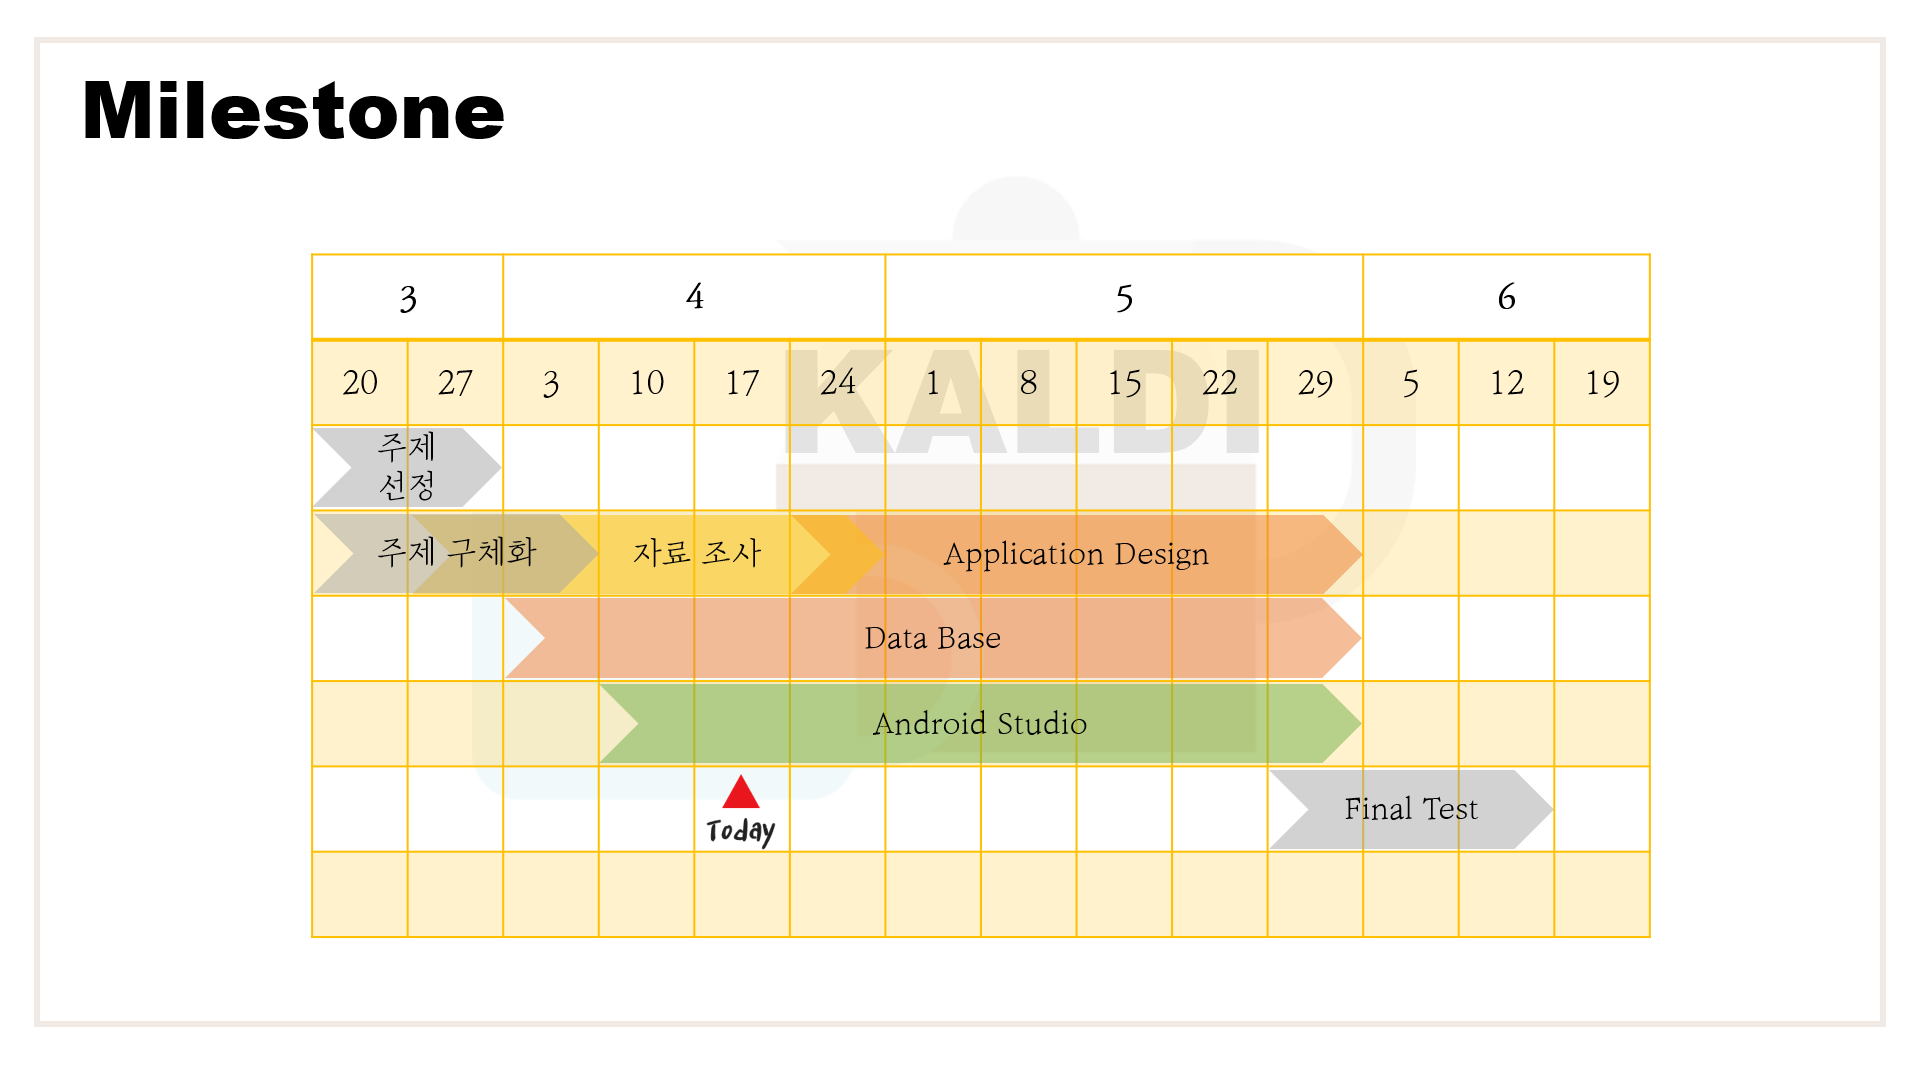 Milestone
3 4 5 6
20 27 3 10 17 24 1 8 15 22 29 5 12 19
KALDI
주제
선정
주제 구체화 자료 조사 Application Design
Data Base
Android Studio
Final Test
Today